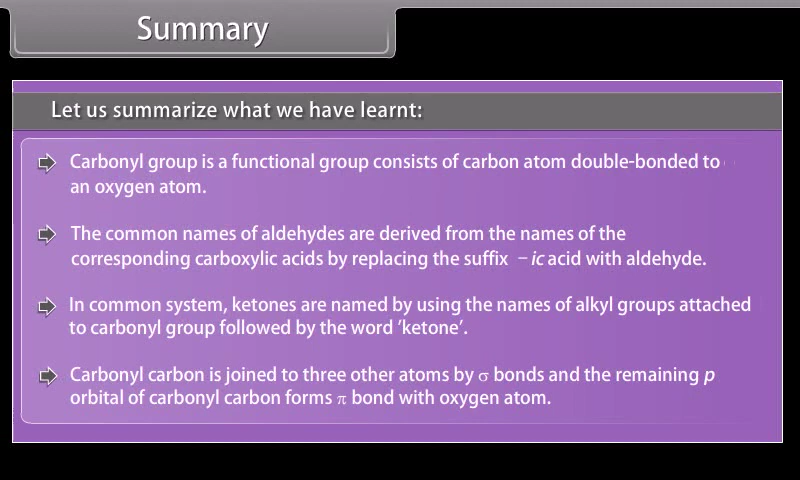 Summary
Let us summarize what we have learnt:
Carbonyl group is a functional group consists of carbon atom double-bonded to
an oxygen atom.
The common names of aldehydes are derived from the names of the
corresponding carboxylic acids by replacing the suffix –ic acid with aldehyde.
In common system, ketones are named by using the names of alkyl groups attached
to carbonyl group followed by the word ‘ketone’.
Carbonyl carbon is joined to three other atoms by σ bonds and the remaining p
orbital of carbonyl carbon forms π bond with oxygen atom.